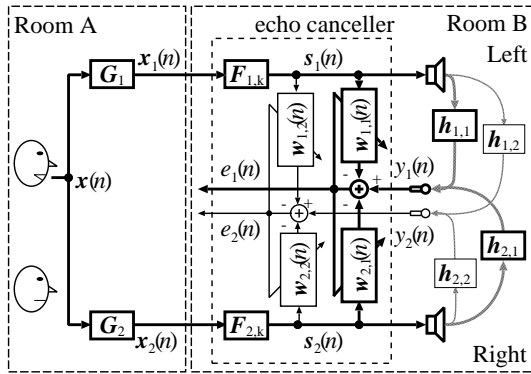 Room A
echo canceller
Room B
Left
G1
x1(n)
F1,k
s1(n)
w1,2(n)
w1,1(n)
h1,1
h1,2
x(n)
e1(n)
y1(n)
- - +
- - +
e2(n)
y2(n)
w2,2(n)
w2,1(n)
h2,1
h2,2
G2
x2(n)
F2,k
s2(n)
Right